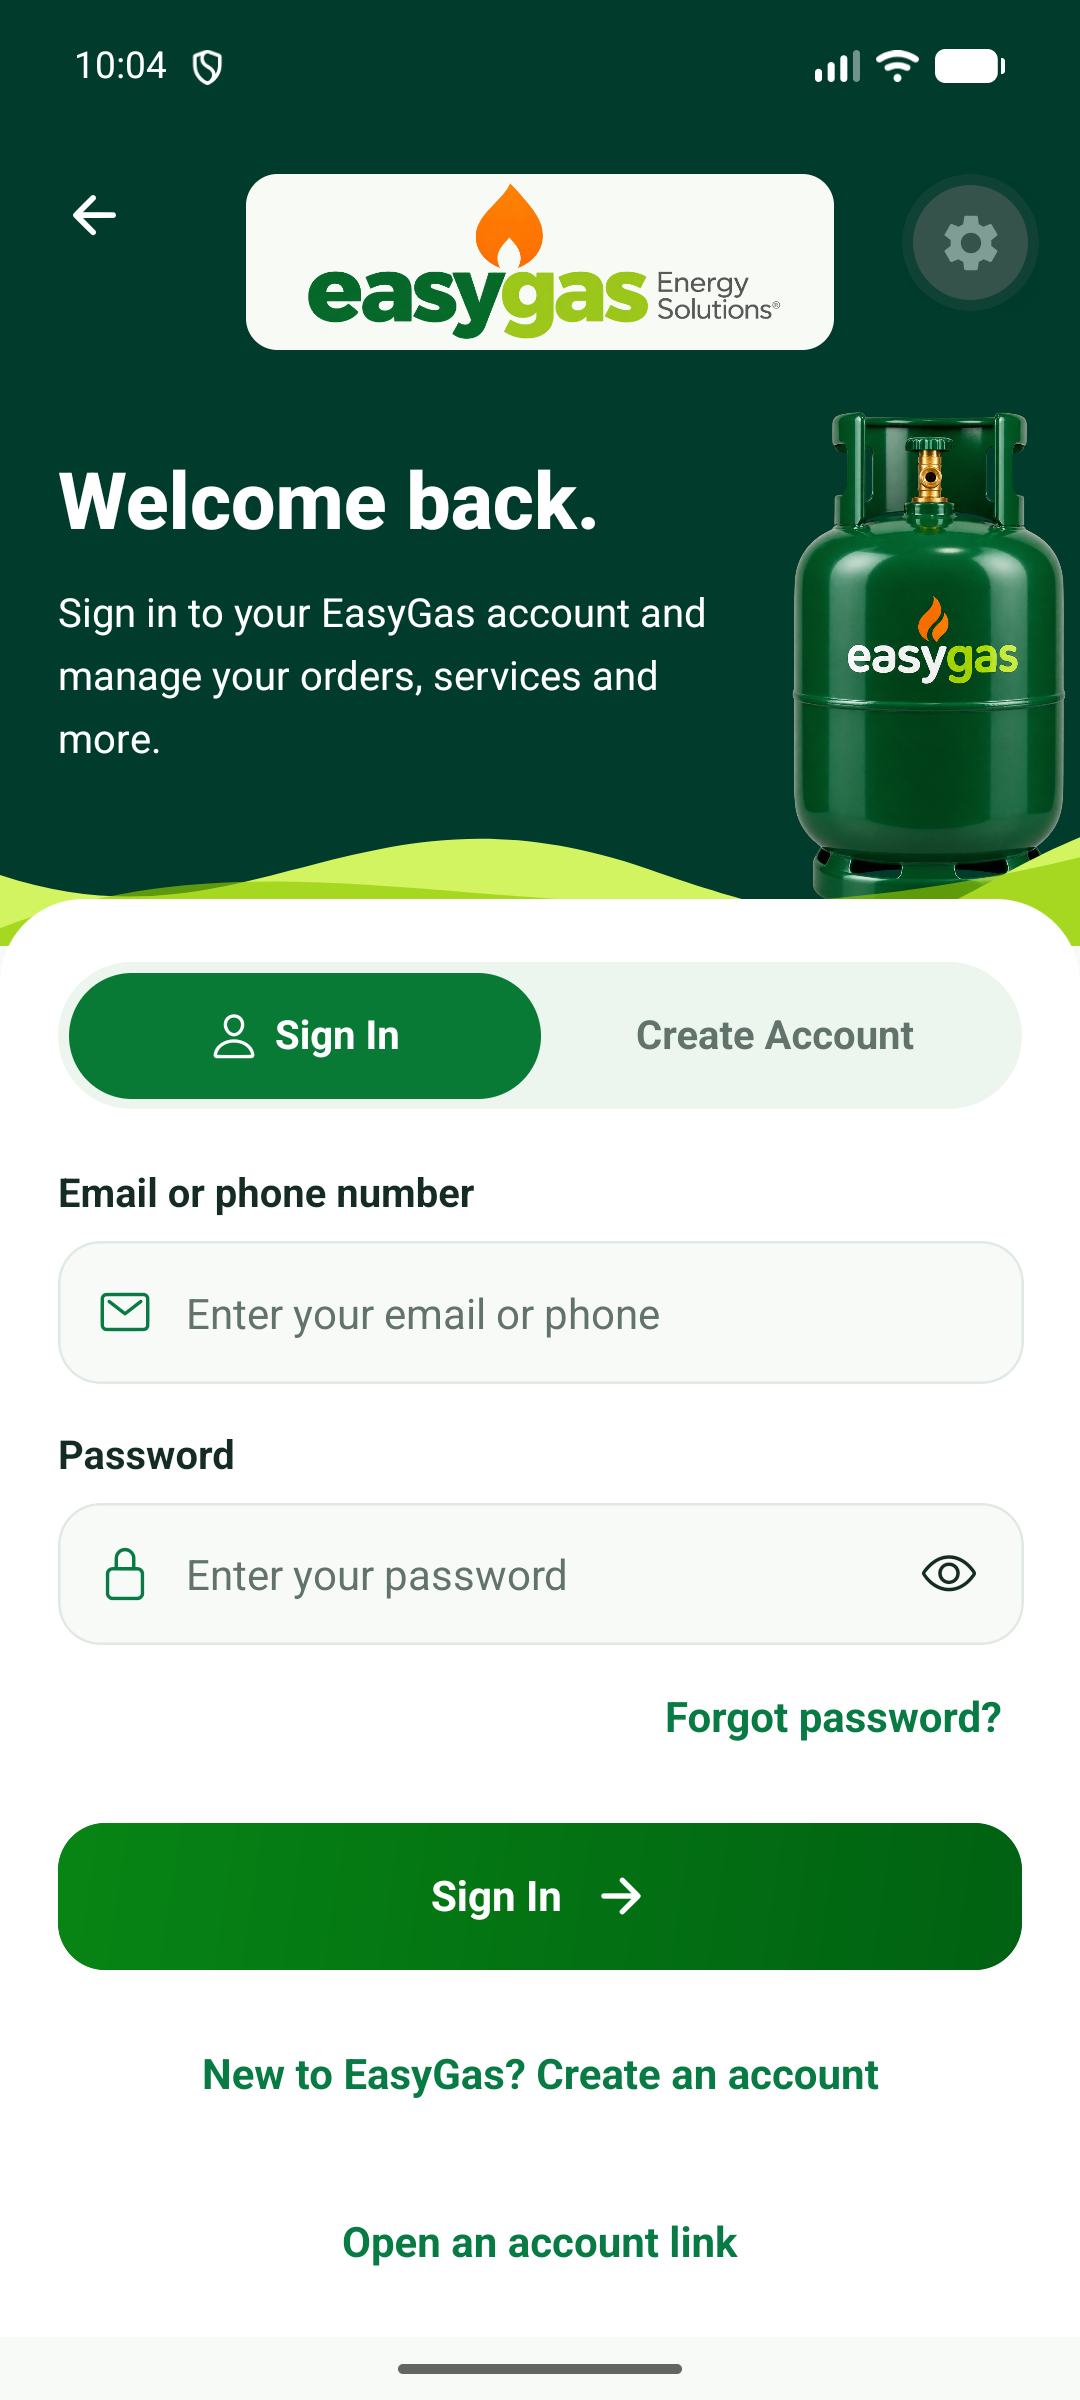 10:04
easygas Energy Solutions®
Welcome back.
Sign in to your EasyGas account and
manage your orders, services and
more.
easygas
Sign In
Create Account
Email or phone number
Enter your email or phone
Password
Enter your password
Forgot password?
Sign In
New to EasyGas? Create an account
Open an account link